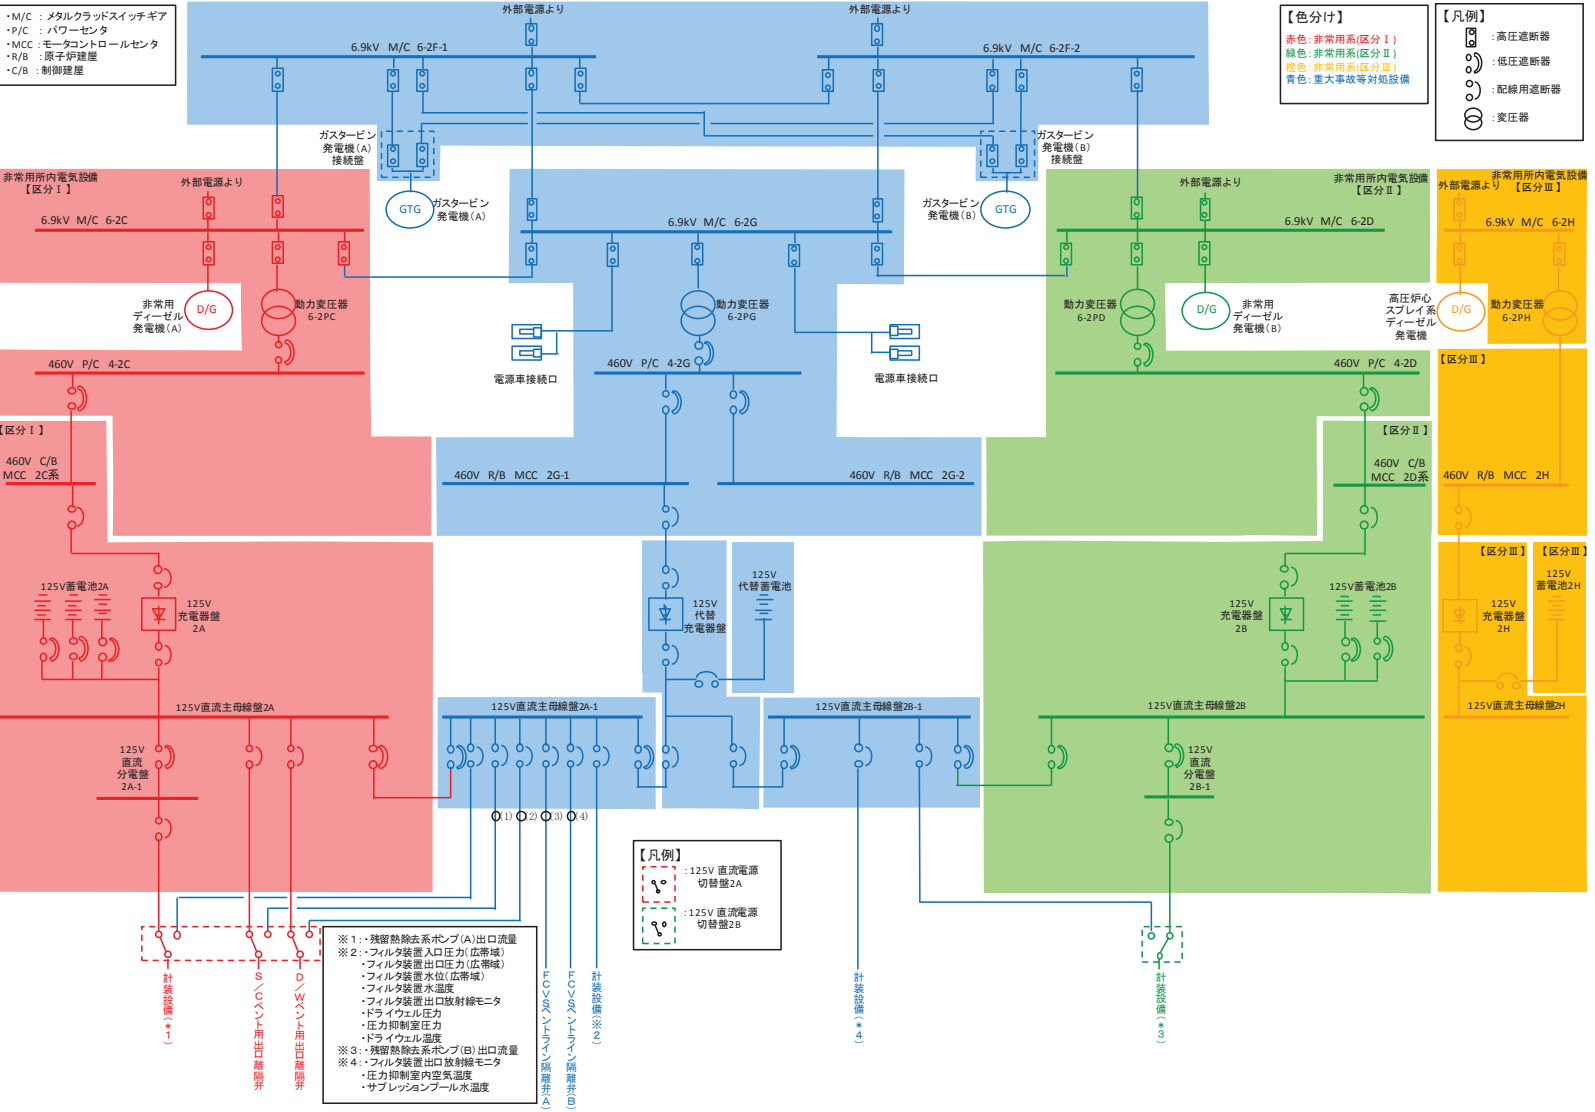 ・M/C ：メタルクラッドスイッチギア
・P/C ：パワーセンタ
・MCC：モータコントロールセンタ
・R/B ：原子炉建屋
・C/B ：制御建屋
外部電源より
外部電源より
6.9kV M/C 6-2F-1
6.9kV M/C 6-2F-2
【色分け】
赤色：非常用系(区分Ⅰ)
緑色：非常用系(区分Ⅱ)
橙色：非常用系(区分Ⅲ)
青色：重大事故等対処設備
【凡例】
：高圧遮断器
：低圧遮断器
：配線用遮断器
：変圧器
ガスタービン
発電機(A)
接続盤
ガスタービン
発電機(B)
接続盤
GTG
ガスタービン
発電機(A)
ガスタービン
発電機(B)
GTG
非常用所内電気設備
【区分Ⅰ】
外部電源より
6.9kV M/C 6-2C
6.9kV M/C 6-2G
外部電源より
非常用所内電気設備
【区分Ⅱ】
6.9kV M/C 6-2D
非常用所内電気設備
【区分Ⅲ】
外部電源より
6.9kV M/C 6-2H
非常用
ディーゼル
発電機(A)
D/G
動力変圧器
6-2PC
動力変圧器
6-2PG
動力変圧器
6-2PD
D/G
非常用
ディーゼル
発電機(B)
高圧炉心
スプレイ系
ディーゼル
発電機
D/G
動力変圧器
6-2PH
電源車接続口
電源車接続口
460V P/C 4-2C
460V P/C 4-2G
460V P/C 4-2D
【区分Ⅲ】
【区分Ⅰ】
460V C/B
MCC 2C系
460V R/B MCC 2G-1
460V R/B MCC 2G-2
【区分Ⅱ】
460V C/B
MCC 2D系
460V R/B MCC 2H
125V蓄電池2A
125V
充電器盤
2A
125V
代替
充電器盤
125V
代替蓄電池
125V
充電器盤
2B
125V蓄電池2B
【区分Ⅲ】
【区分Ⅲ】
125V
充電器盤
2H
125V
蓄電池2H
125V直流主母線盤2A
125V直流主母線盤2A-1
125V直流主母線盤2B-1
125V直流主母線盤2B
125V直流主母線盤2H
125V
直流
分電盤
2A-1
125V
直流
分電盤
2B-1
(1)
(2)
(3)
(4)
【凡例】
：125V 直流電源
切替盤2A
：125V 直流電源
切替盤2B
※１：・残留熱除去系ポンプ(A)出口流量
※２：・フィルタ装置入口圧力(広帯域)
・フィルタ装置出口圧力(広帯域)
・フィルタ装置水位(広帯域)
・フィルタ装置水温度
・フィルタ装置出口放射線モニタ
・ドライウェル圧力
・圧力抑制室圧力
・ドライウェル温度
※３：・残留熱除去系ポンプ(B)出口流量
※４：・フィルタ装置出口放射線モニタ
・圧力抑制室内空気温度
・サプレッションプール水温度
計装設備(*1)
S／Cベント用出口離隔弁
D／Wベント用出口離隔弁
FCVSベントライン隔離弁(A)
FCVSベントライン隔離弁(B)
計装設備(※2)
計装設備(*4)
計装設備(*3)